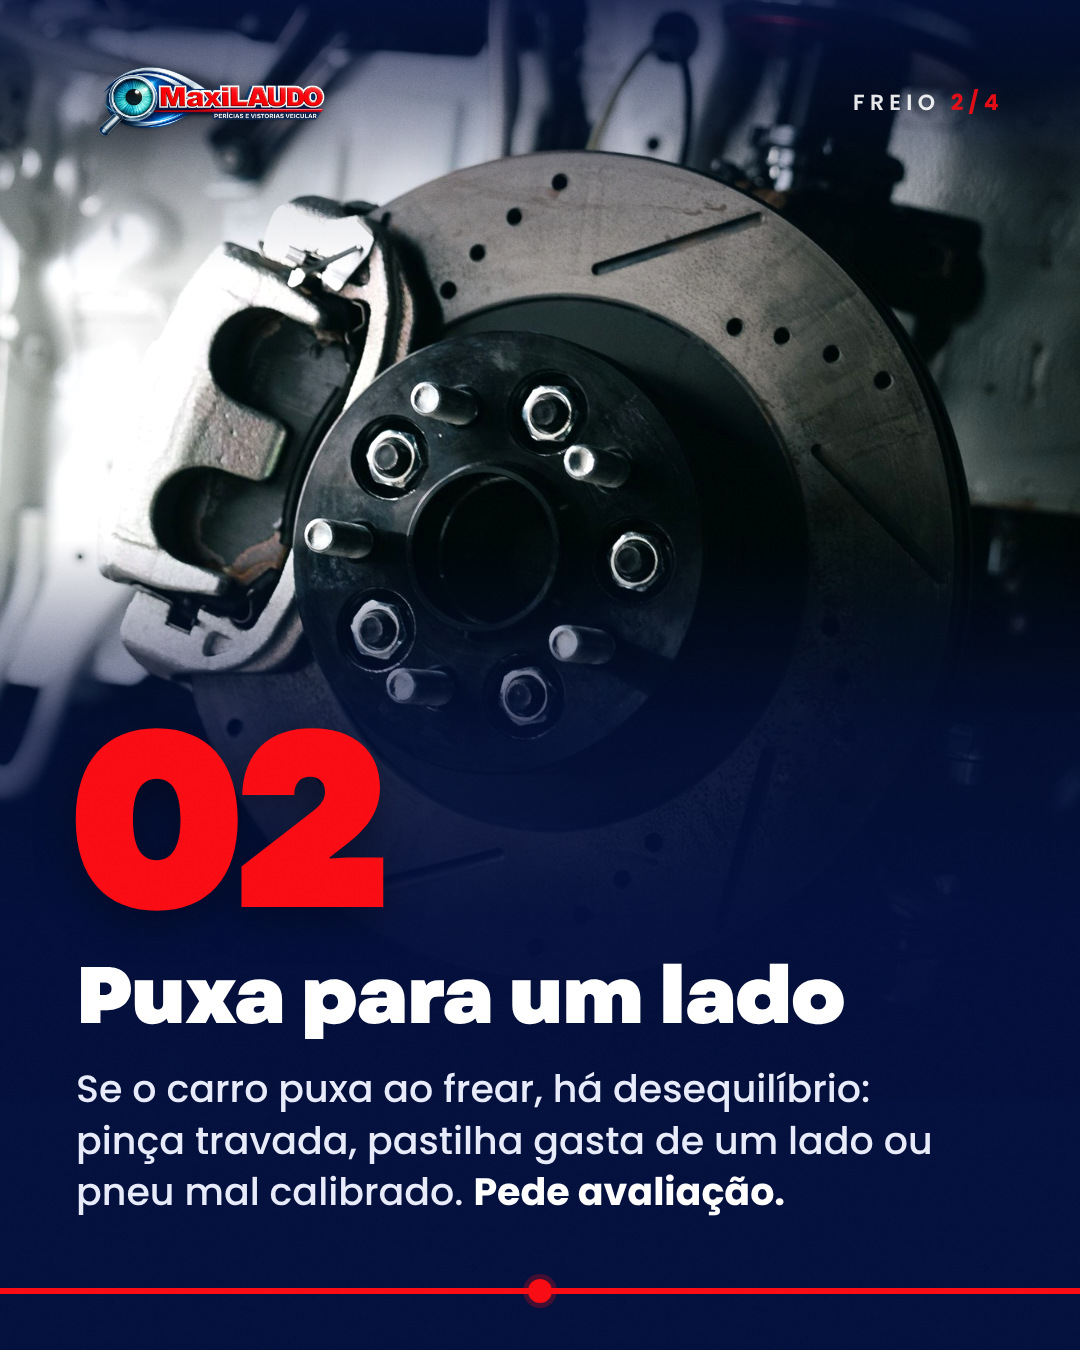 MaxiLAUDO
PERÍCIAS E VISTORIAS VEICULAR
FREIO 2/4
02
Puxa para um lado
Se o carro puxa ao frear, há desequilíbrio:
pinça travada, pastilha gasta de um lado ou
pneu mal calibrado. Pede avaliação.